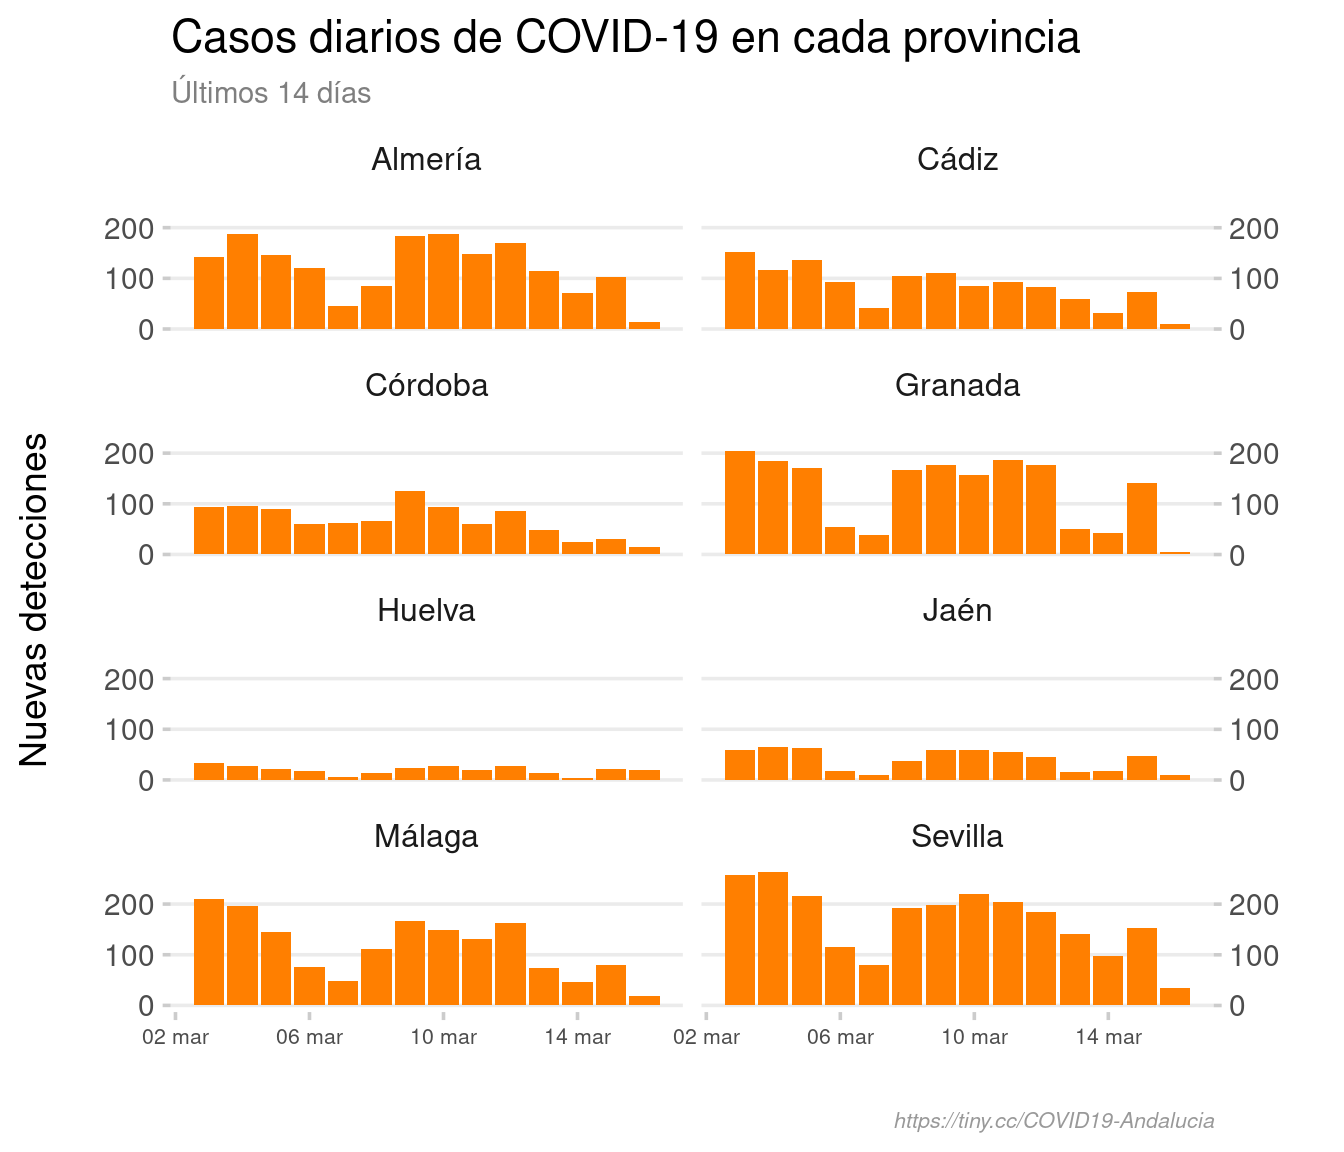 Casos diarios de COVID-19 en cada provincia
Últimos 14 días
Nuevas detecciones
Almería
Cádiz
200
100
0
200
100
0
Córdoba
Granada
200
100
0
200
100
0
Huelva
Jaén
200
100
0
200
100
0
Málaga
Sevilla
200
100
0
200
100
0
02 mar 06 mar 10 mar 14 mar
02 mar 06 mar 10 mar 14 mar
https://tiny.cc/COVID19-Andalucia